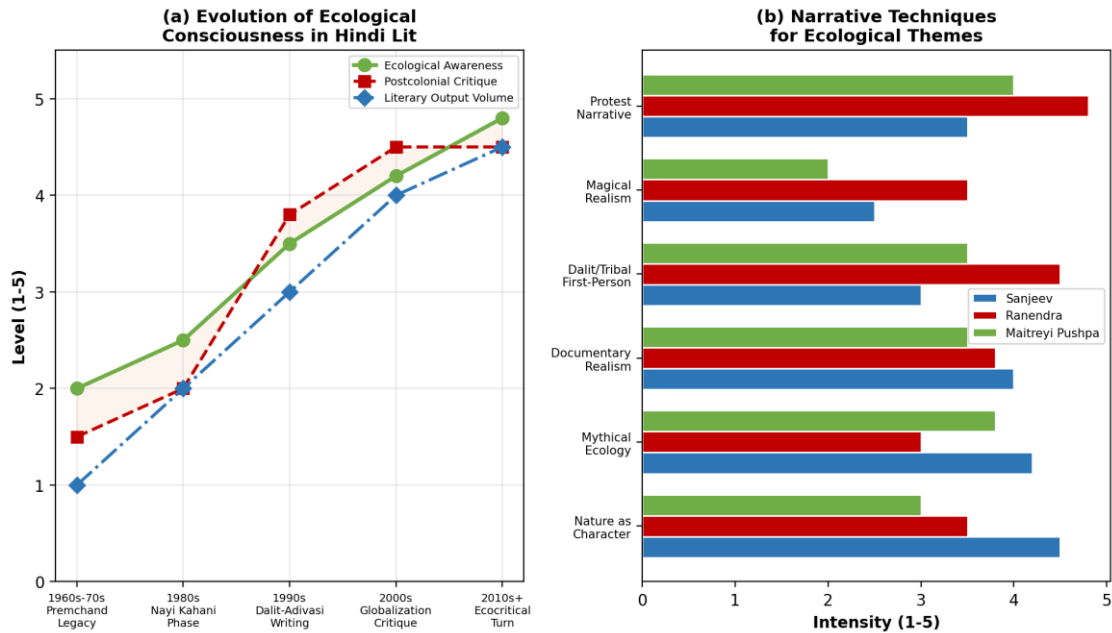 (a) Evolution of Ecological
Consciousness in Hindi Lit
Ecological Awareness
Postcolonial Critique
Literary Output Volume
Level (1-5)
5
4
3
2
1
0
1960s-70s
Premchand
Legacy
1980s
Nayi Kahani
Phase
1990s
Dalit-Adivasi
Writing
2000s
Globalization
Critique
2010s+
Ecocritical
Turn
(b) Narrative Techniques
for Ecological Themes
Protest
Narrative
Magical
Realism
Dalit/Tribal
First-Person
Documentary
Realism
Mythical
Ecology
Nature as
Character
Sanjeev
Ranendra
Maitreyi Pushpa
0 1 2 3 4 5
Intensity (1-5)